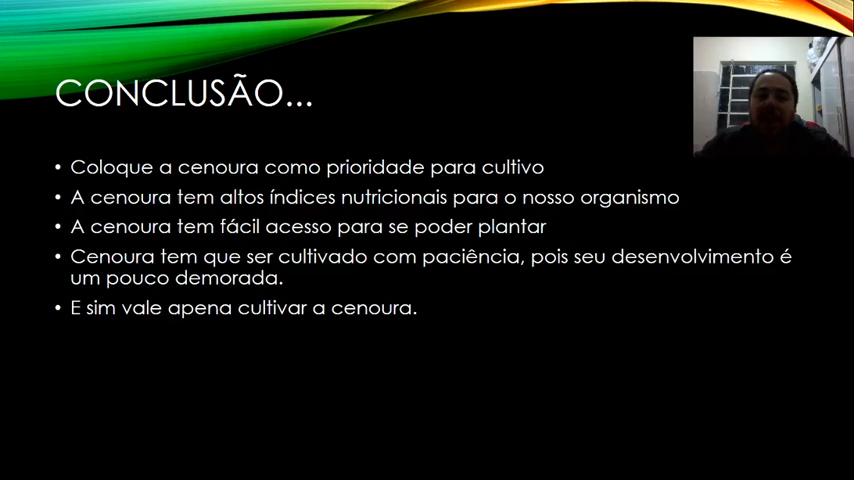 CONCLUSÃO...
• Coloque a cenoura como prioridade para cultivo
• A cenoura tem altos índices nutricionais para o nosso organismo
• A cenoura tem fácil acesso para se poder plantar
• Cenoura tem que ser cultivado com paciência, pois seu desenvolvimento é
um pouco demorada.
• E sim vale apena cultivar a cenoura.